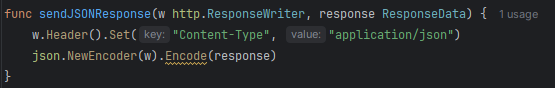 func sendJSONResponse(w http.ResponseWriter, response ResponseData) { 1 usage
    w.Header().Set( key: "Content-Type", value: "application/json")
    json.NewEncoder(w).Encode(response)
}